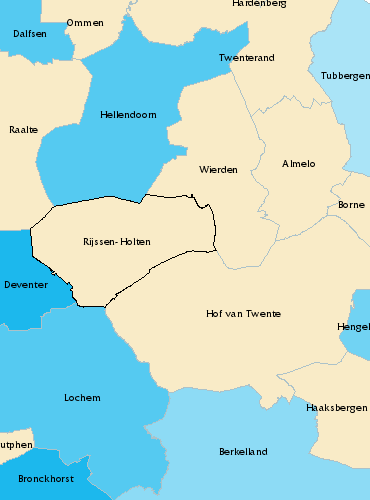 Hardenberg
Ommen
Dalfsen
Twenterand
Tubbergen
Hellendoorn
Raalte
Almelo
Wierden
Borne
Rijssen-Holten
Deventer
Hof van Twente
Hengel
Lochem
Haaksbergen
utphen
Berkelland
Bronckhorst